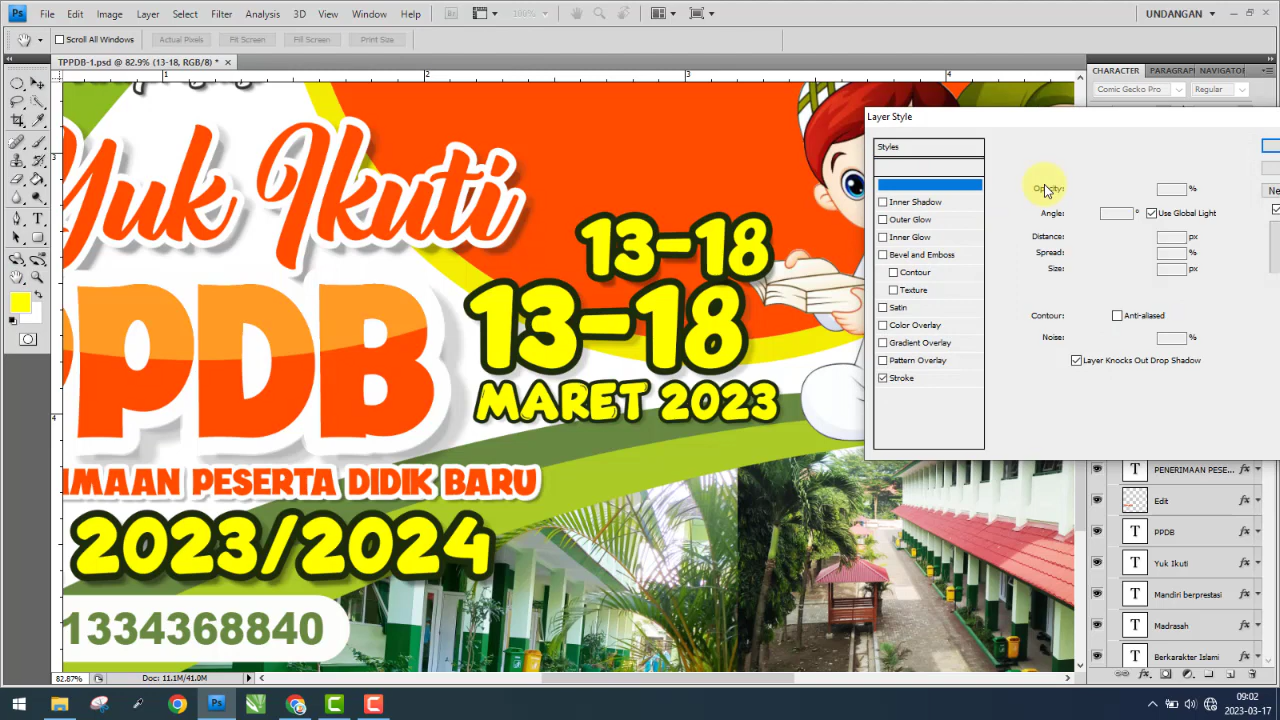 File Edit Image Layer Select Filter Analysis 3D View Window Help
Br 100% UNDANGAN
Scroll All Windows Actual Pixels Fit Screen Fill Screen Print Size
TPPDB-1.psd @ 82.9% (13-18, RGB/8) *
1 2 3 4
CHARACTER PARAGRAPH NAVIGATOR
Comic Gecko Pro Regular
Layer Style
Styles
Opacity: %
Inner Shadow
Angle: ° Use Global Light
Outer Glow
Distance: px
Inner Glow
Spread: %
Bevel and Emboss
Size: px
Contour
Texture
Satin
Contour: Anti-aliased
Color Overlay
Noise: %
Gradient Overlay
Pattern Overlay
Layer Knocks Out Drop Shadow
Stroke
Yuk Ikuti
13-18
PPDB
13-18
MARET 2023
IMAAN PESERTA DIDIK BARU
2023/2024
1334368840
PENERIMAAN PESE...
Edit
PPDB
Yuk Ikuti
Mandiri berprestasi
Madrasah
Berkarakter Islami
82.87% Doc: 11.1M/41.0M
09:02
2023-03-17